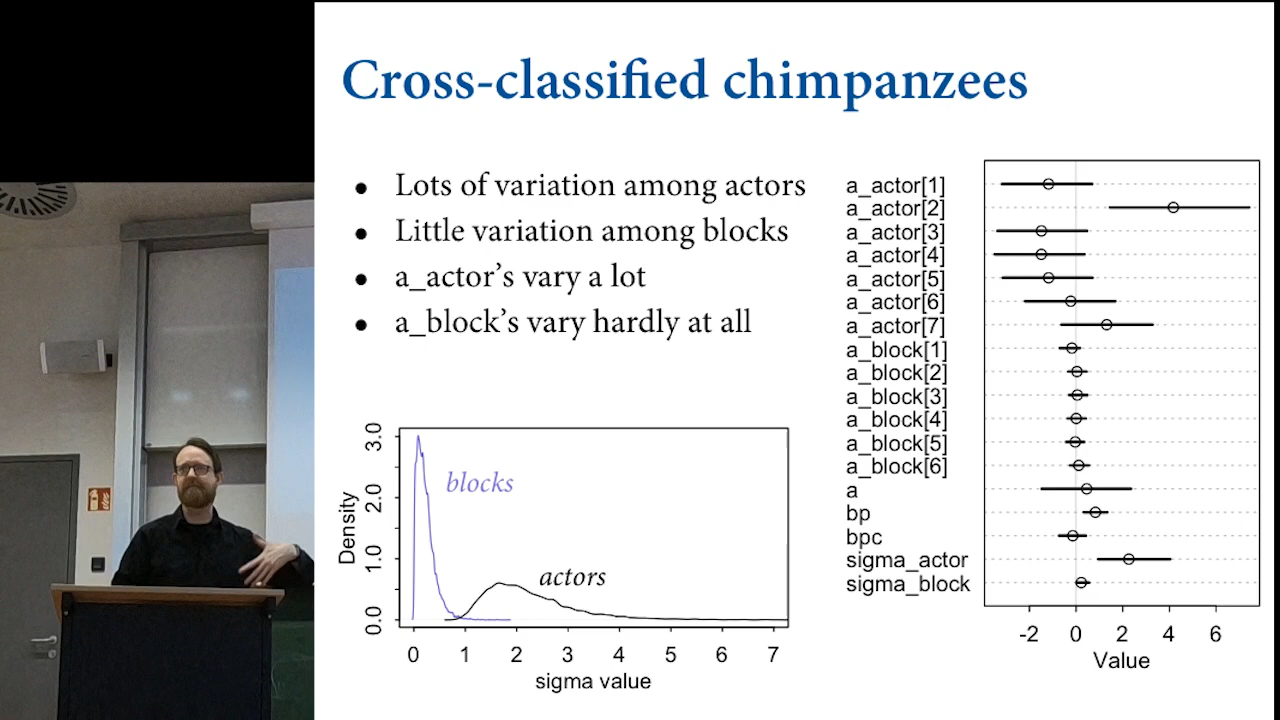 Cross-classified chimpanzees
● Lots of variation among actors
● Little variation among blocks
● a_actor’s vary a lot
● a_block’s vary hardly at all
3.0
2.0
1.0
0.0
Density
blocks
actors
0 1 2 3 4 5 6 7
sigma value
a_actor[1]
a_actor[2]
a_actor[3]
a_actor[4]
a_actor[5]
a_actor[6]
a_actor[7]
a_block[1]
a_block[2]
a_block[3]
a_block[4]
a_block[5]
a_block[6]
a
bp
bpc
sigma_actor
sigma_block
-2 0 2 4 6
Value